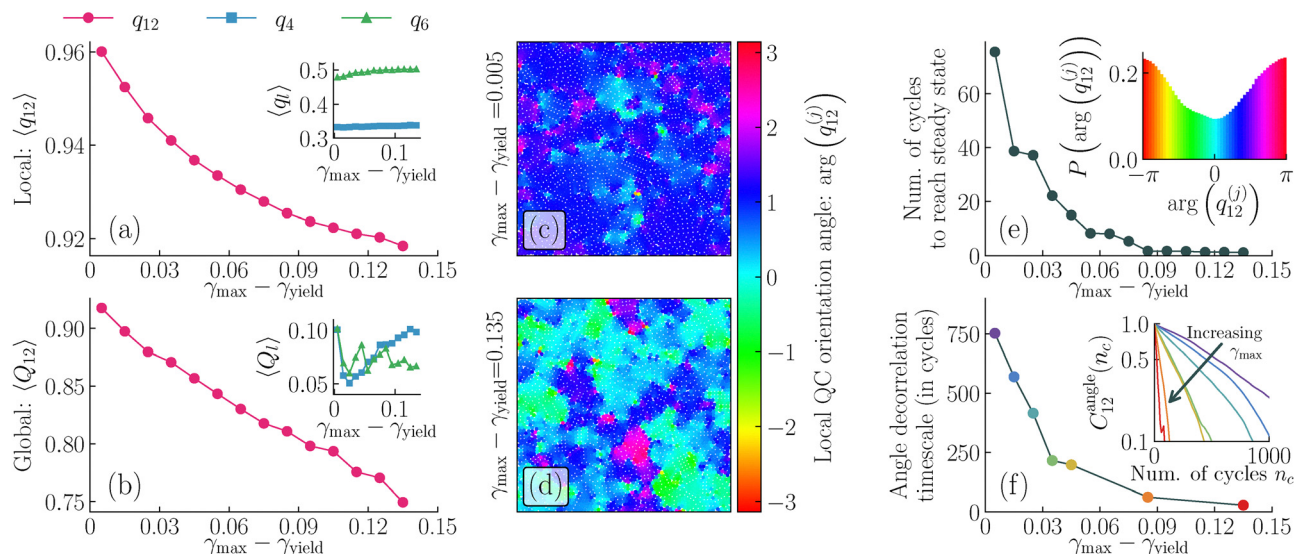 q12 q4 q6
Local: ⟨q12⟩
0.96
0.94
0.92
(a)
0 0.03 0.06 0.09 0.12 0.15
γmax − γyield
⟨ql⟩
0.5
0.4
0.3
0 0.1
γmax − γyield
Global: ⟨Q12⟩
0.90
0.85
0.80
0.75
(b)
0 0.03 0.06 0.09 0.12 0.15
γmax − γyield
⟨Ql⟩
0.10
0.05
0 0.1
γmax − γyield
γmax − γyield =0.005
(c)
γmax − γyield=0.135
(d)
3
2
1
0
−1
−2
−3
Local QC orientation angle: arg (q12^(j))
Num. of cycles
to reach steady state
60
40
20
0
(e)
0 0.03 0.06 0.09 0.12 0.15
γmax − γyield
P (arg (q12^(j)))
0.2
0.0
−π 0 π
arg (q12^(j))
Angle decorrelation
timescale (in cycles)
750
500
250
0
(f)
0 0.03 0.06 0.09 0.12 0.15
γmax − γyield
C12^angle(nc)
1.0
0.5
0.1
Increasing
γmax
0 1000
Num. of cycles nc